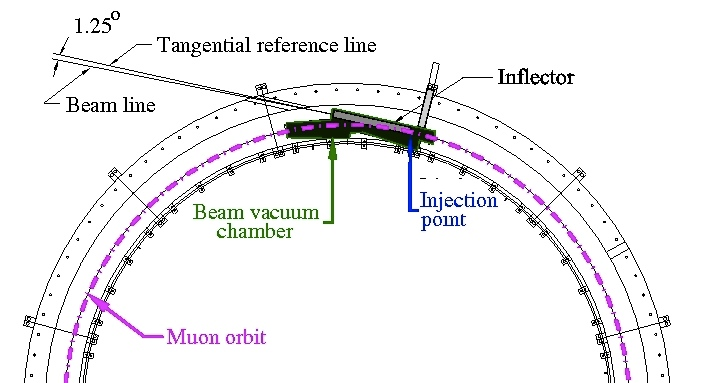 1.25°
Tangential reference line
Inflector
Beam line
Beam vacuum
chamber
Injection
point
Muon orbit